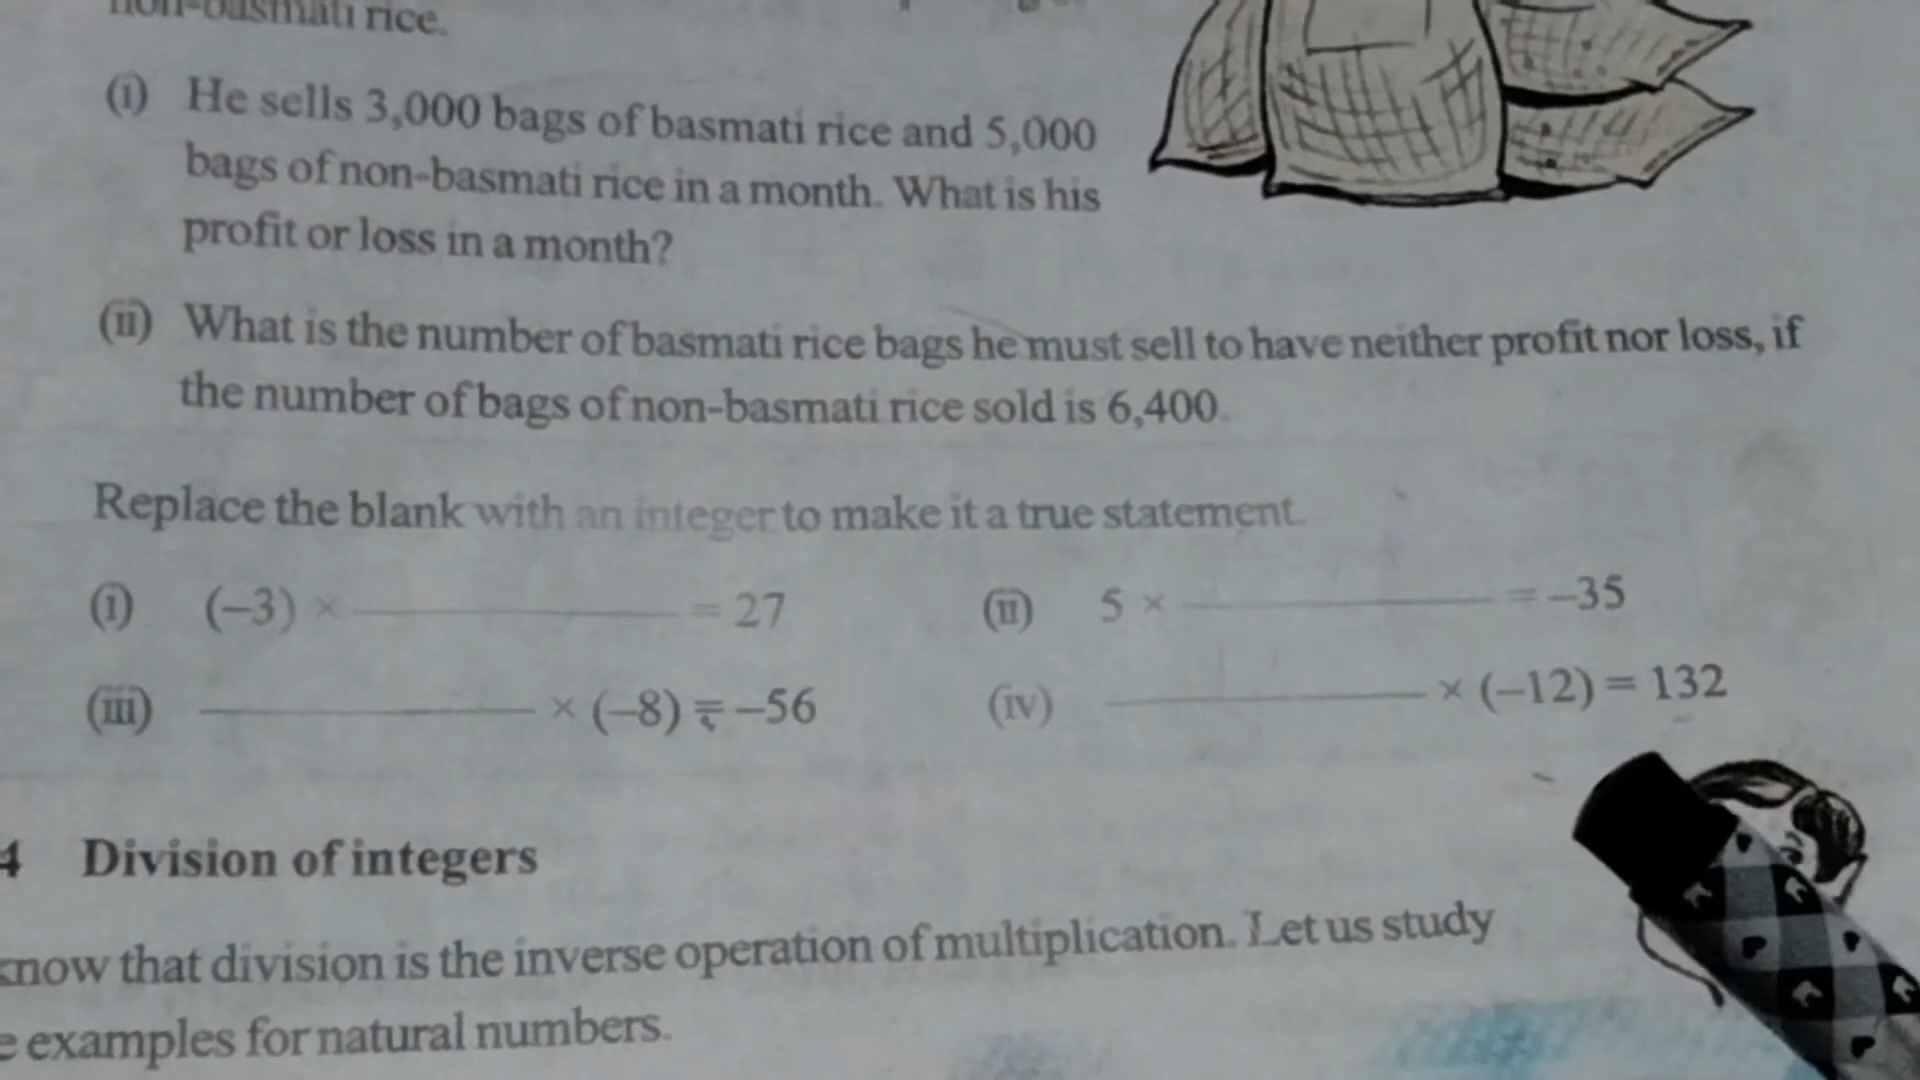 non-basmati rice.
(i) He sells 3,000 bags of basmati rice and 5,000
bags of non-basmati rice in a month. What is his
profit or loss in a month?
(ii) What is the number of basmati rice bags he must sell to have neither profit nor loss, if
the number of bags of non-basmati rice sold is 6,400.
Replace the blank with an integer to make it a true statement.
(i) (–3) × ________ = 27 (ii) 5 × ________ = –35
(iii) ________ × (–8) = –56 (iv) ________ × (–12) = 132
4 Division of integers
know that division is the inverse operation of multiplication. Let us study
examples for natural numbers.